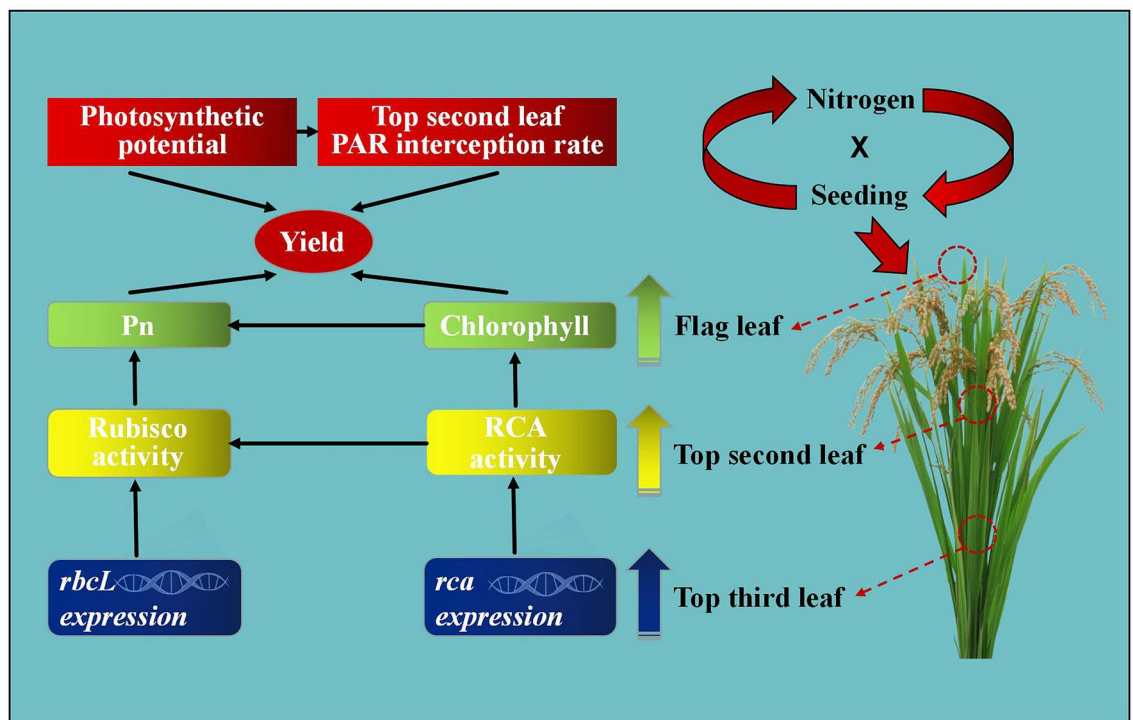 Photosynthetic
potential
Top second leaf
PAR interception rate
Yield
Pn
Chlorophyll
Rubisco
activity
RCA
activity
rbcL
expression
rca
expression
Nitrogen
X
Seeding
Flag leaf
Top second leaf
Top third leaf